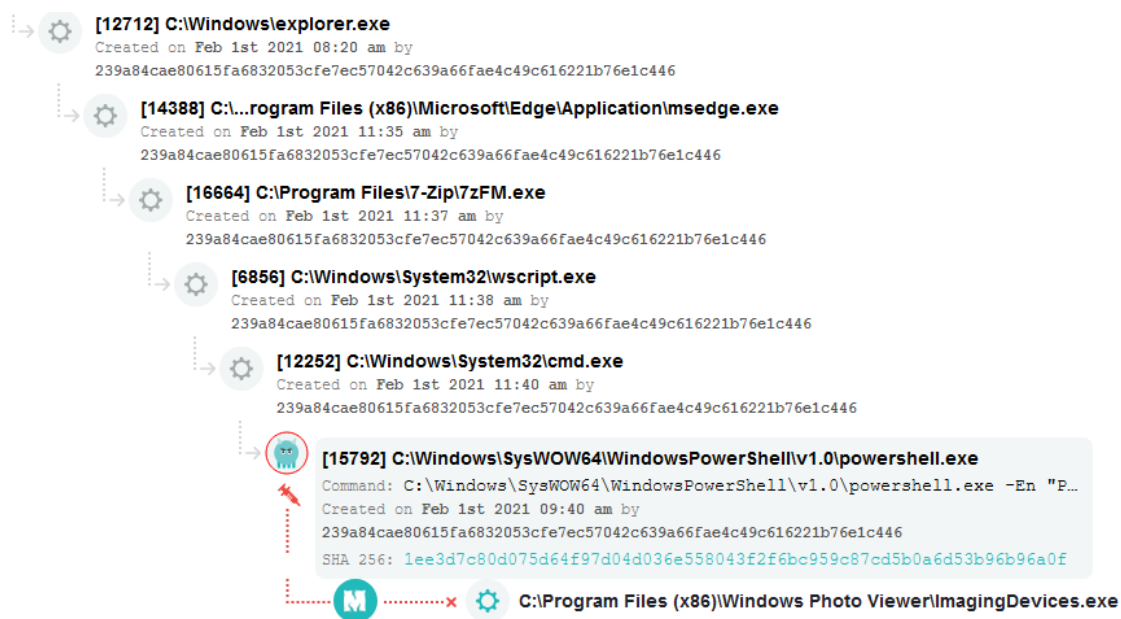 [12712] C:\Windows\explorer.exe
Created on Feb 1st 2021 08:20 am by
239a84cae80615fa6832053cfe7ec57042c639a66fae4c49c616221b76e1c446
[14388] C:\...rogram Files (x86)\Microsoft\Edge\Application\msedge.exe
Created on Feb 1st 2021 11:35 am by
239a84cae80615fa6832053cfe7ec57042c639a66fae4c49c616221b76e1c446
[16664] C:\Program Files\7-Zip\7zFM.exe
Created on Feb 1st 2021 11:37 am by
239a84cae80615fa6832053cfe7ec57042c639a66fae4c49c616221b76e1c446
[6856] C:\Windows\System32\wscript.exe
Created on Feb 1st 2021 11:38 am by
239a84cae80615fa6832053cfe7ec57042c639a66fae4c49c616221b76e1c446
[12252] C:\Windows\System32\cmd.exe
Created on Feb 1st 2021 11:40 am by
239a84cae80615fa6832053cfe7ec57042c639a66fae4c49c616221b76e1c446
[15792] C:\Windows\SysWOW64\WindowsPowerShell\v1.0\powershell.exe
Command: C:\Windows\SysWOW64\WindowsPowerShell\v1.0\powershell.exe -En "P…
Created on Feb 1st 2021 09:40 am by
239a84cae80615fa6832053cfe7ec57042c639a66fae4c49c616221b76e1c446
SHA 256: 1ee3d7c80d075d64f97d04d036e558043f2f6bc959c87cd5b0a6d53b96b96a0f
M C:\Program Files (x86)\Windows Photo Viewer\ImagingDevices.exe